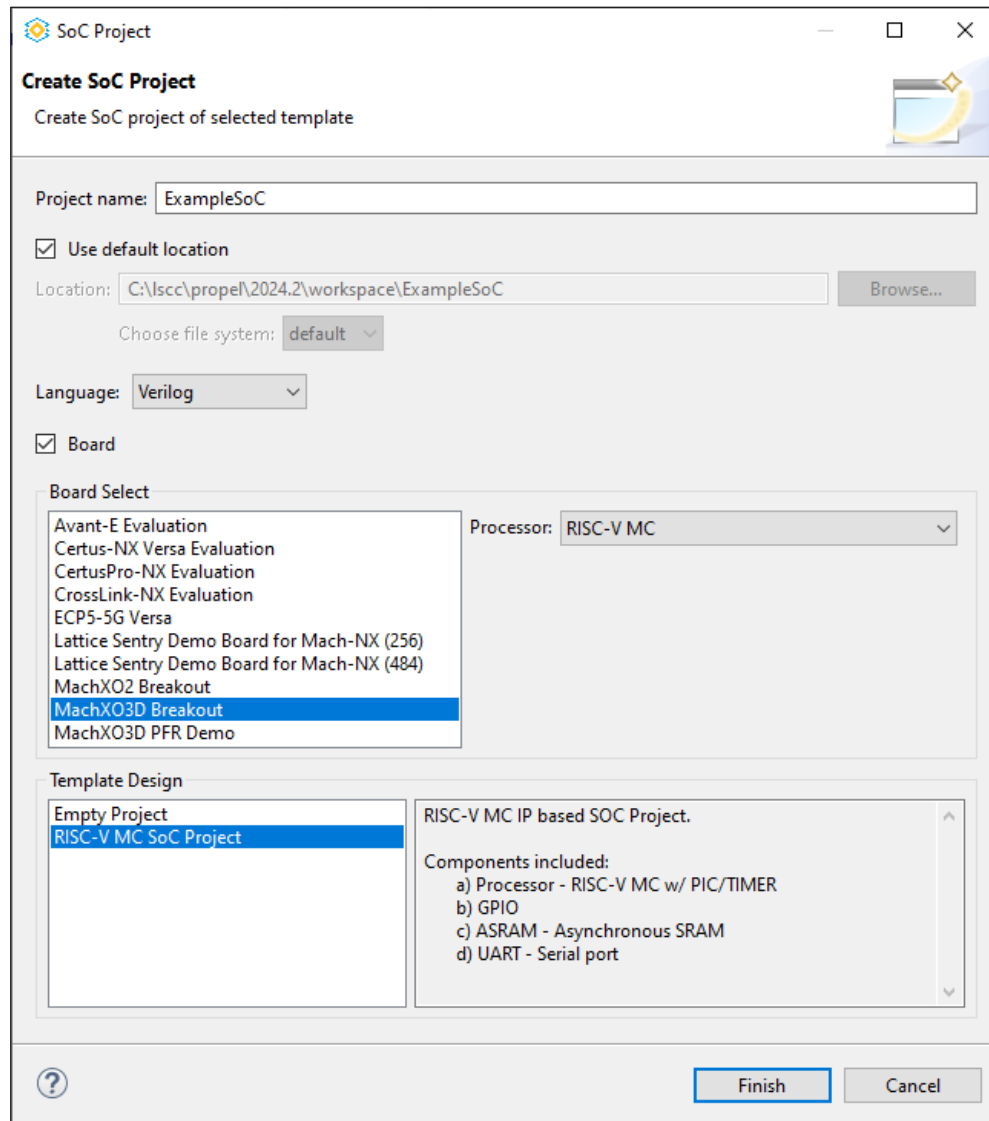 SoC Project
Create SoC Project
Create SoC project of selected template
Project name: ExampleSoC
Use default location
Location: C:\lscc\propel\2024.2\workspace\ExampleSoC Browse...
Choose file system: default
Language: Verilog
Board
Board Select
Avant-E Evaluation
Certus-NX Versa Evaluation
CertusPro-NX Evaluation
CrossLink-NX Evaluation
ECP5-5G Versa
Lattice Sentry Demo Board for Mach-NX (256)
Lattice Sentry Demo Board for Mach-NX (484)
MachXO2 Breakout
MachXO3D Breakout
MachXO3D PFR Demo
Processor: RISC-V MC
Template Design
Empty Project
RISC-V MC SoC Project
RISC-V MC IP based SOC Project.
Components included:
a) Processor - RISC-V MC w/ PIC/TIMER
b) GPIO
c) ASRAM - Asynchronous SRAM
d) UART - Serial port
?
Finish Cancel